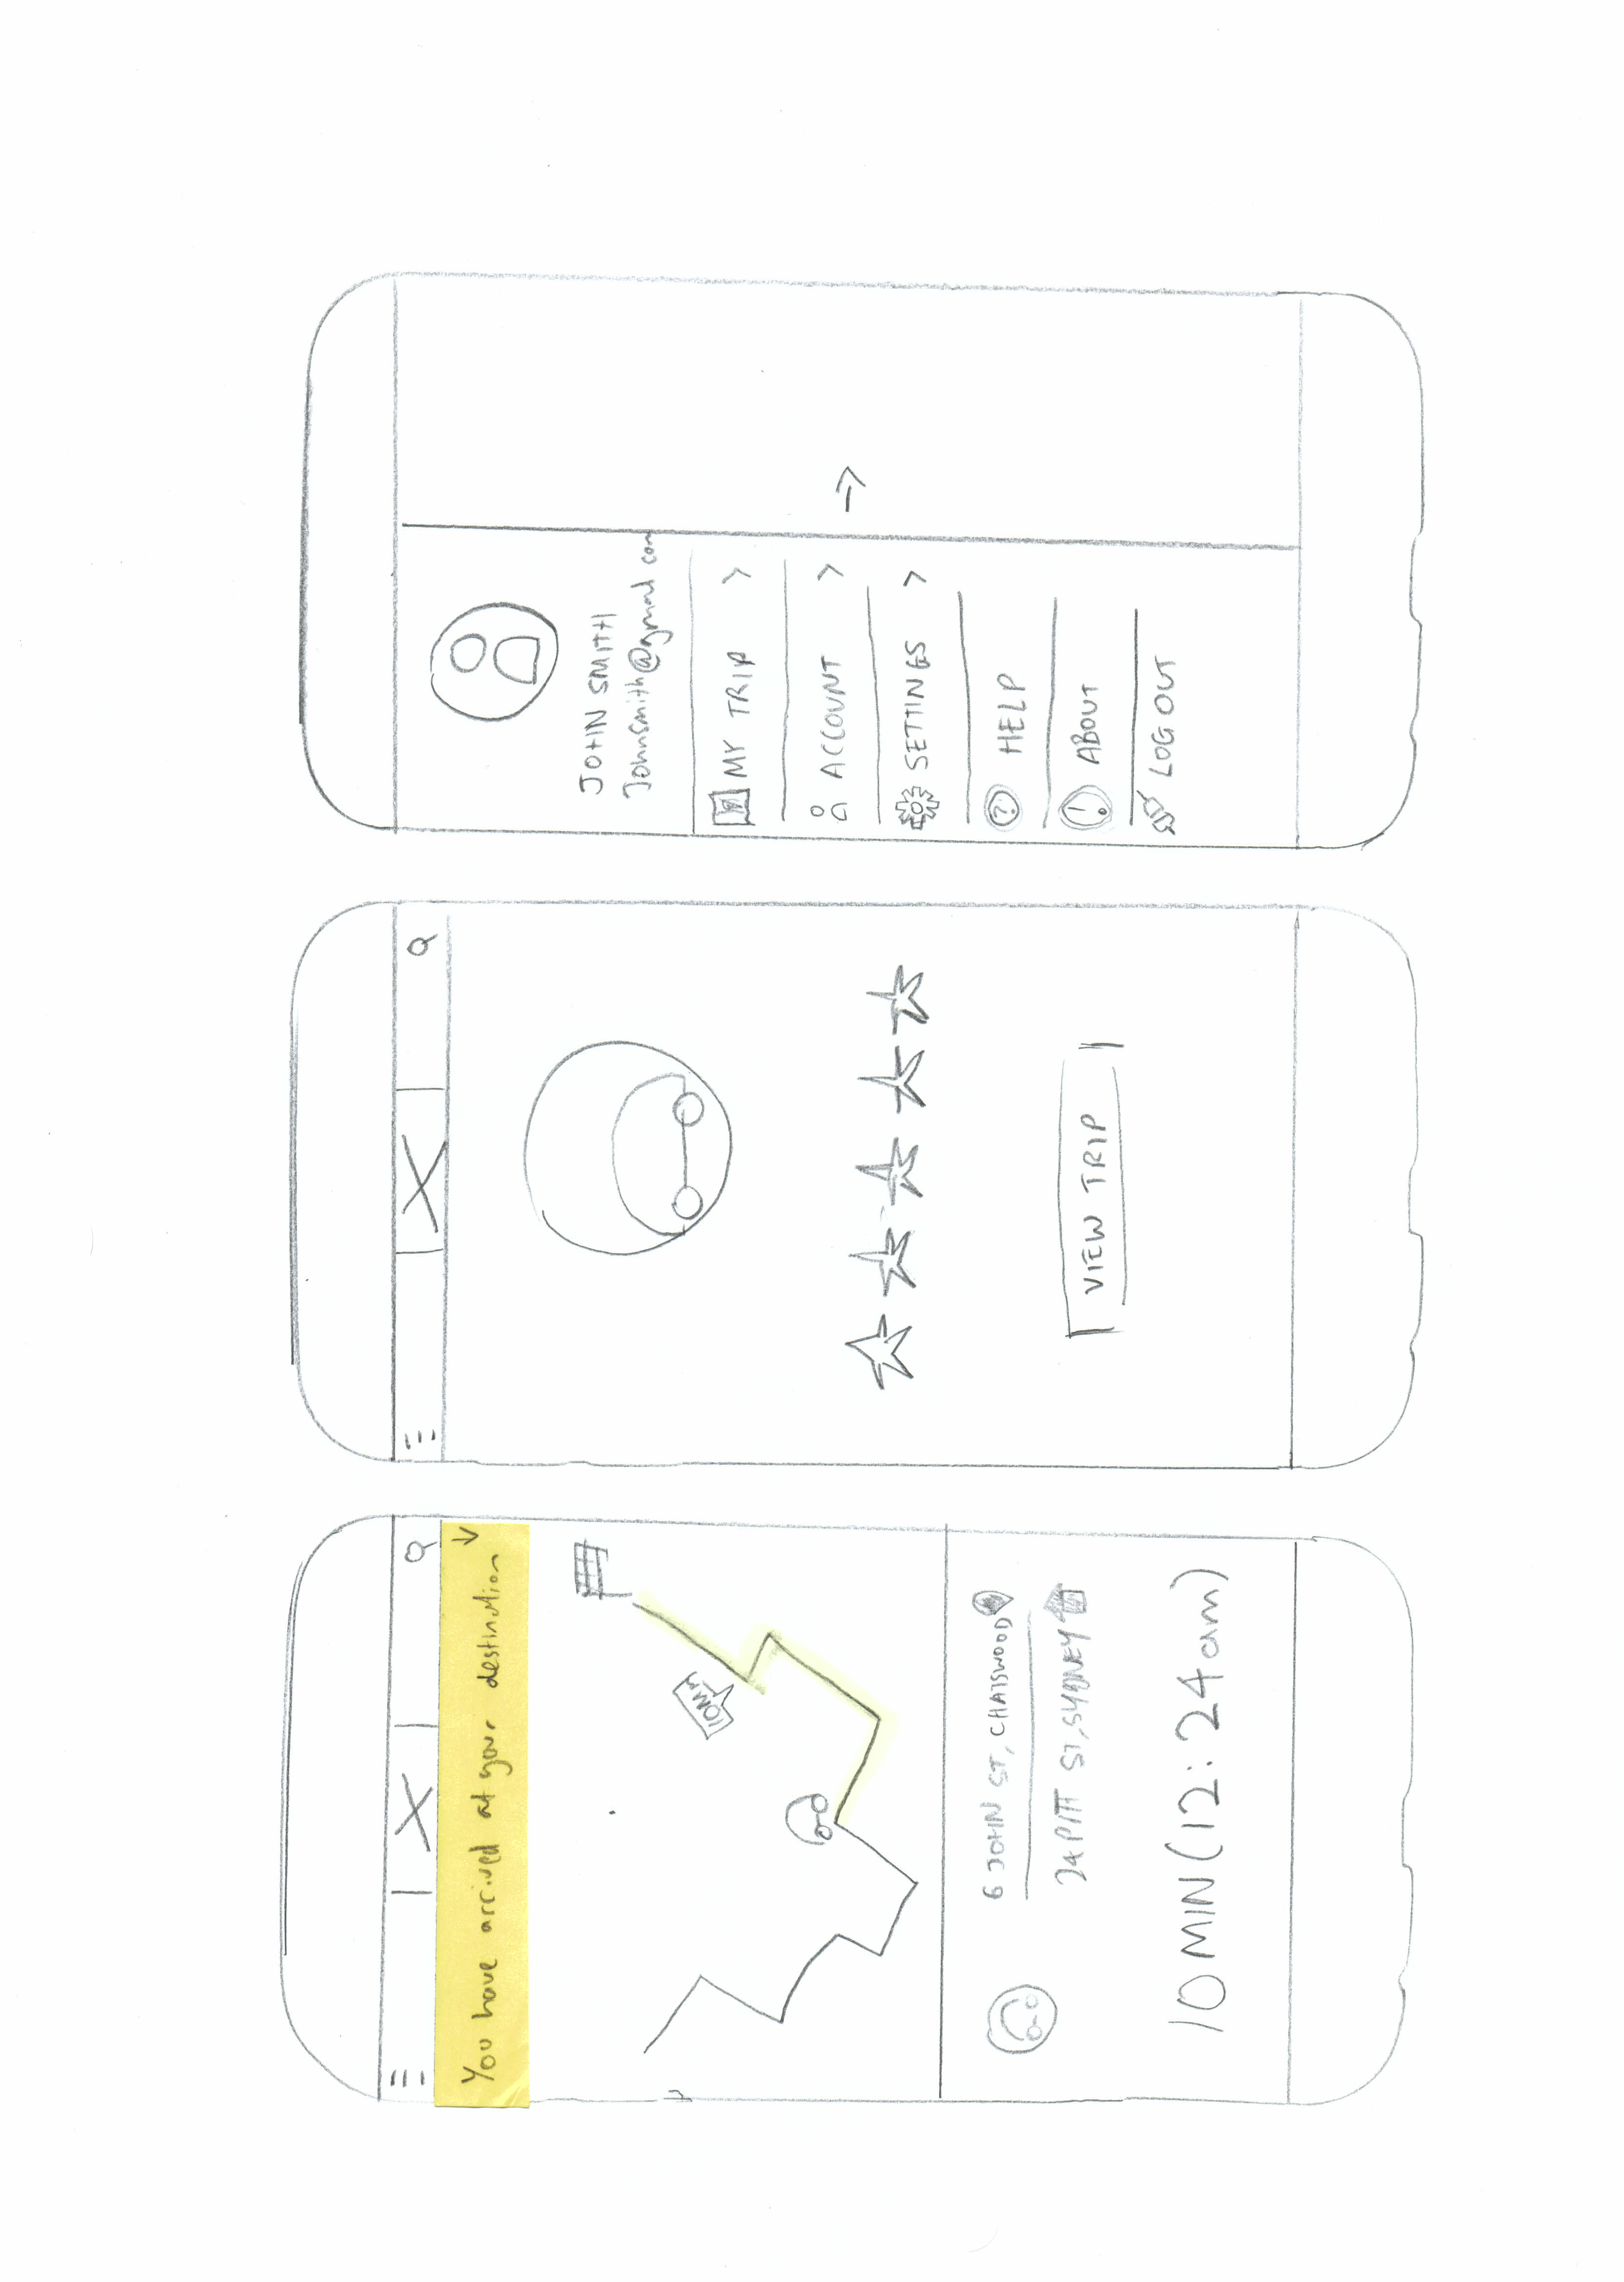 You have arrived at your destination
10MIN
6 JOHN ST, CHATSWOOD
24 PITT ST, SYDNEY
10 MIN (12:24am)
VIEW TRIP
JOHN SMITH
Johnsmith@gmail com
MY TRIP >
ACCOUNT >
SETTINGS >
? HELP
! ABOUT
LOG OUT